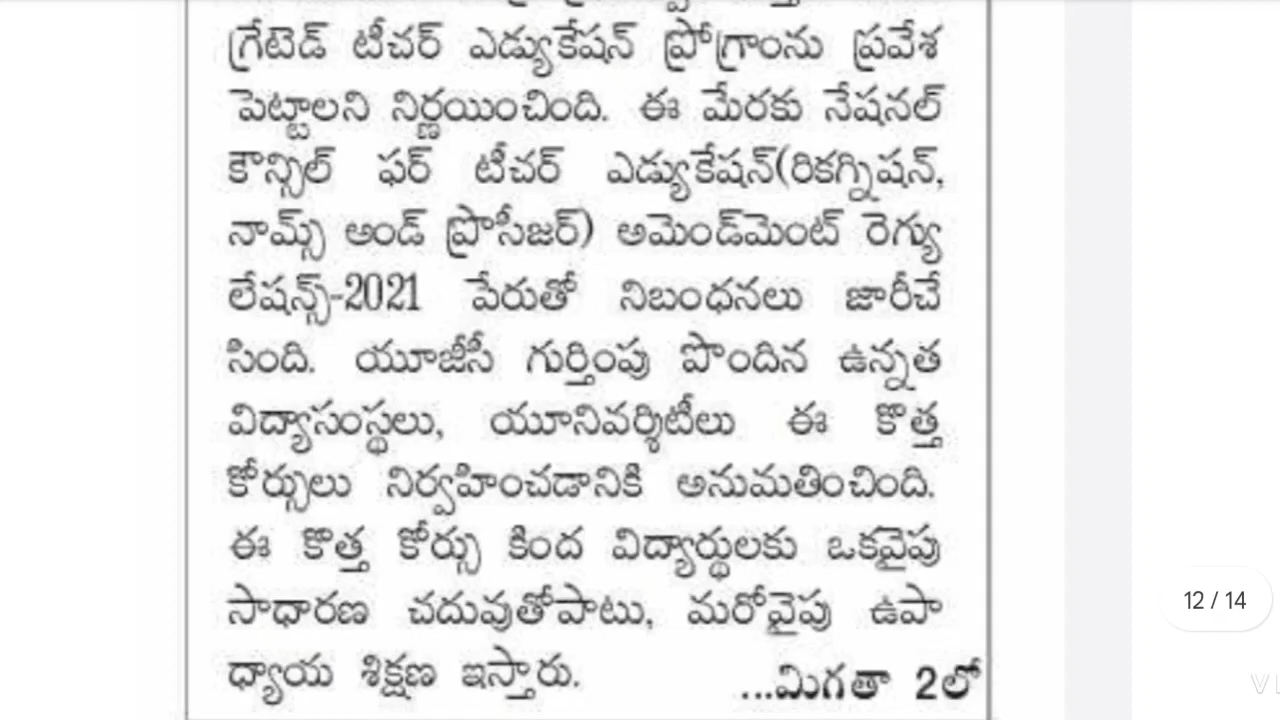 గ్రేటెడ్ టీచర్ ఎడ్యుకేషన్ ప్రోగ్రాంను ప్రవేశ
పెట్టాలని నిర్ణయించింది. ఈ మేరకు నేషనల్
కౌన్సిల్ ఫర్ టీచర్ ఎడ్యుకేషన్(రికగ్నిషన్,
నామ్స్ అండ్ ప్రొసీజర్) అమెండ్‌మెంట్ రెగ్యు
లేషన్స్-2021 పేరుతో నిబంధనలు జారీచే
సింది. యూజీసీ గుర్తింపు పొందిన ఉన్నత
విద్యాసంస్థలు, యూనివర్శిటీలు ఈ కొత్త
కోర్సులు నిర్వహించడానికి అనుమతించింది.
ఈ కొత్త కోర్సు కింద విద్యార్థులకు ఒకవైపు
సాధారణ చదువుతోపాటు, మరోవైపు ఉపా
ధ్యాయ శిక్షణ ఇస్తారు.
...మిగతా 2లో
12 / 14